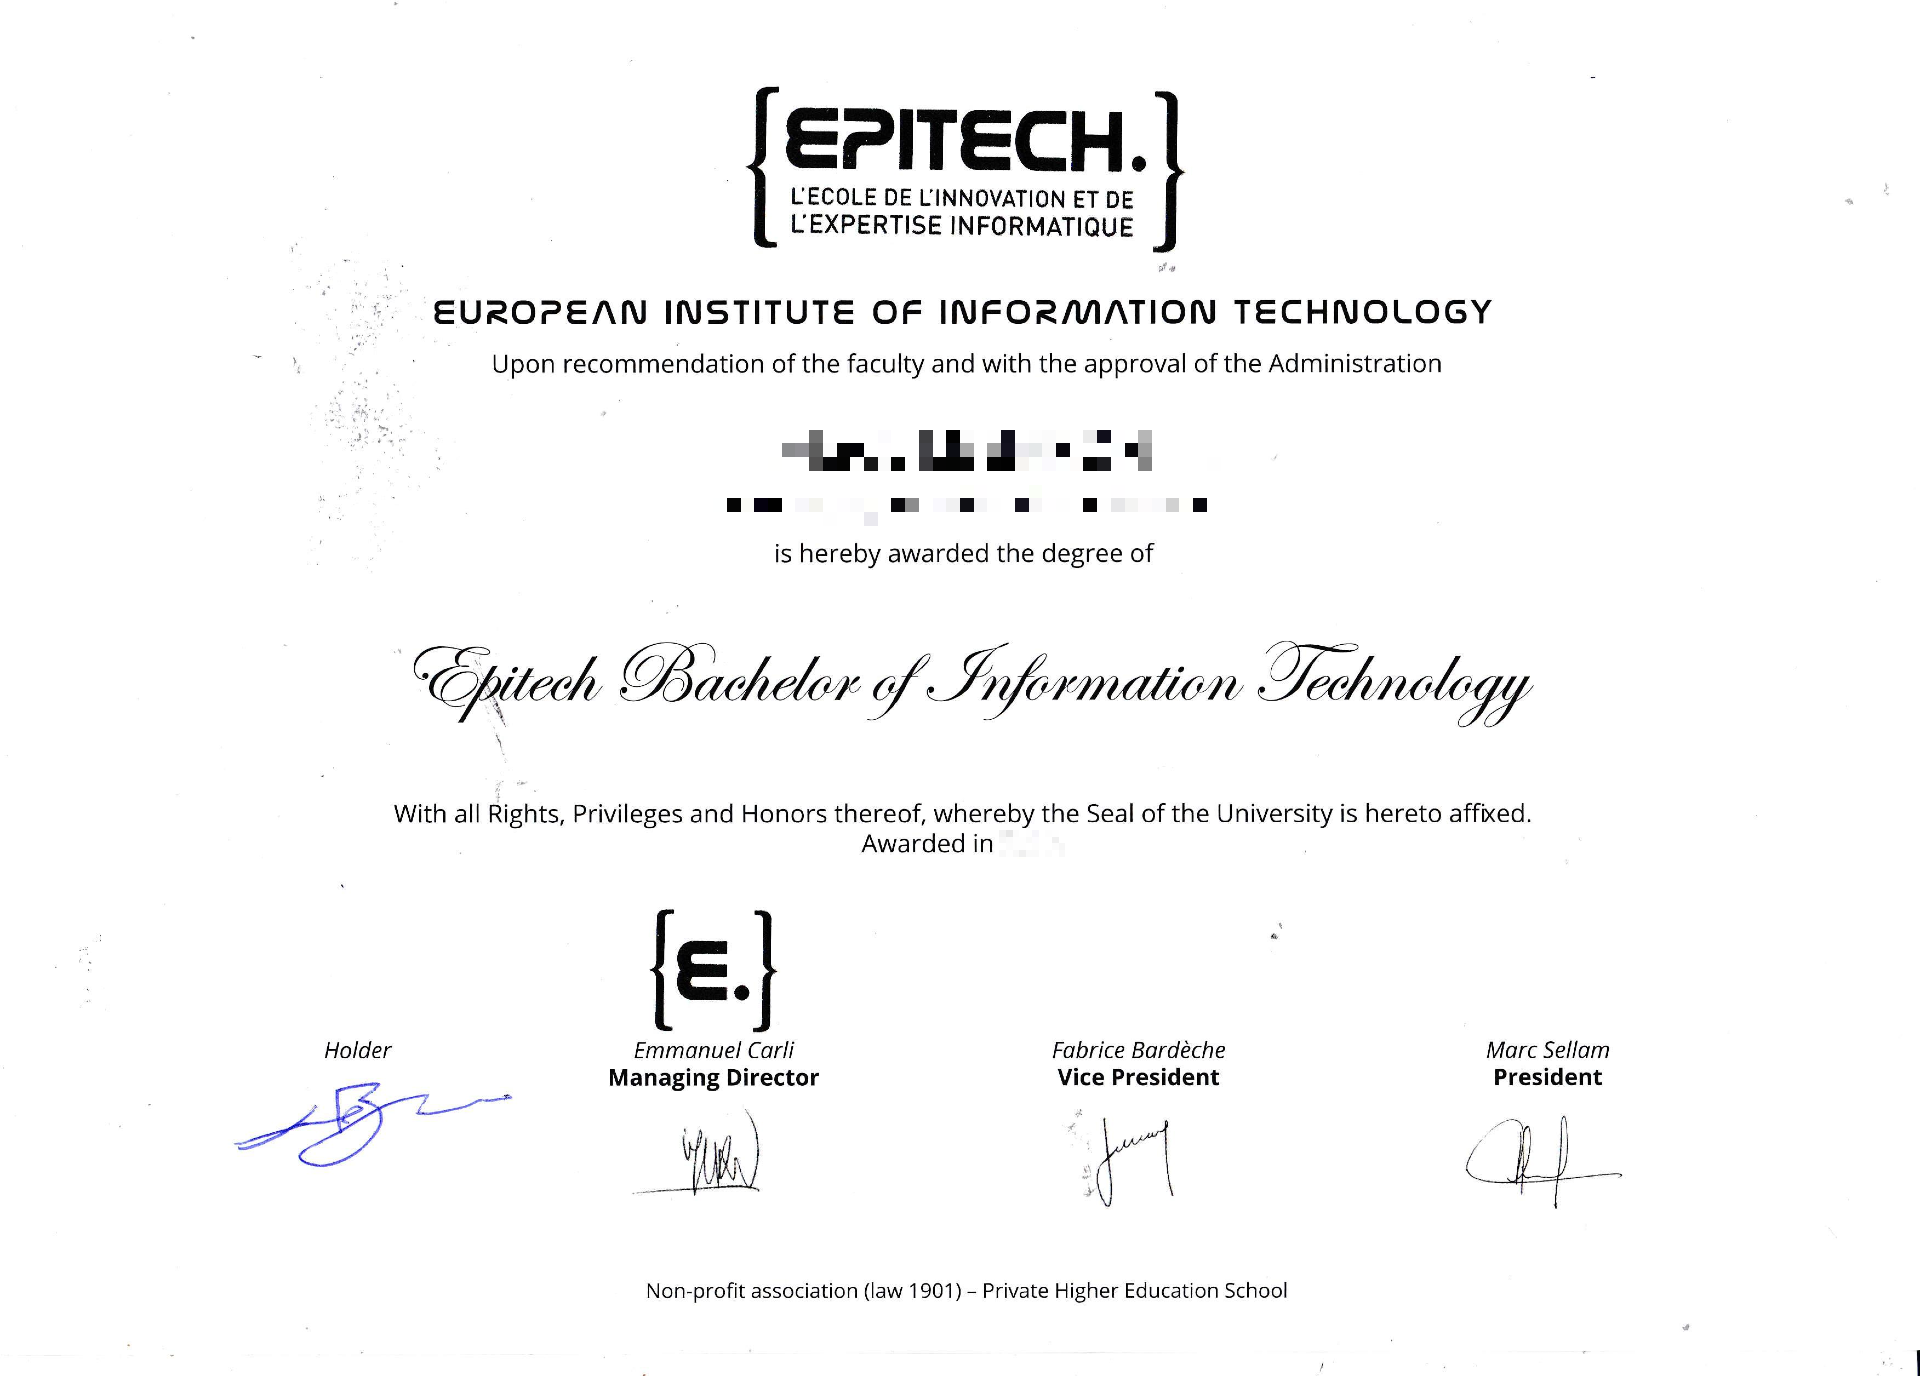 {EPITECH.}
L'ECOLE DE L'INNOVATION ET DE
L'EXPERTISE INFORMATIQUE
EUROPEAN INSTITUTE OF INFORMATION TECHNOLOGY
Upon recommendation of the faculty and with the approval of the Administration
is hereby awarded the degree of
Epitech Bachelor of Information Technology
With all Rights, Privileges and Honors thereof, whereby the Seal of the University is hereto affixed.
Awarded in
{E.}
Holder
Emmanuel Carli
Managing Director
Fabrice Bardèche
Vice President
Marc Sellam
President
Non-profit association (law 1901) – Private Higher Education School